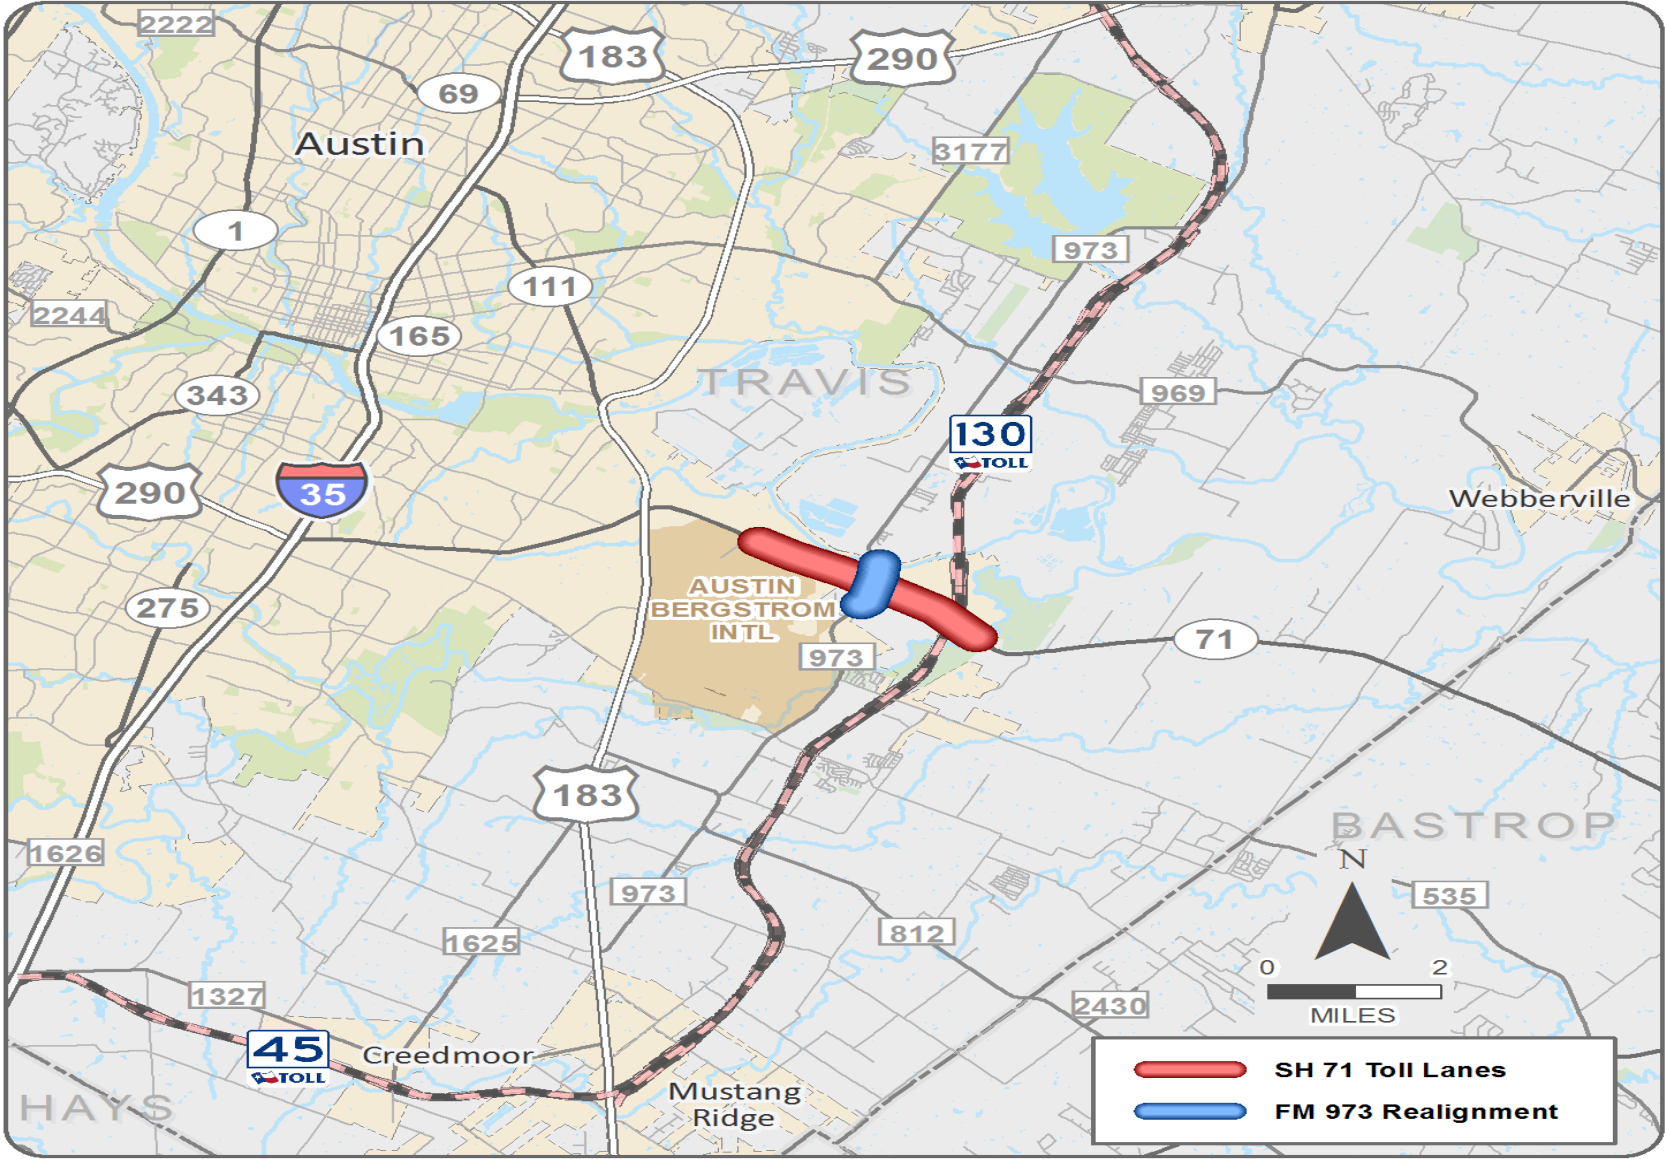 2222
183
290
69
Austin
3177
1
973
111
2244
165
TRAVIS
343
969
130
TOLL
290
35
Webberville
AUSTIN
BERGSTROM
INTL
275
973
71
183
BASTROP
1626
N
973
535
812
1625
0 2
1327
2430
MILES
45
TOLL
Creedmoor
SH 71 Toll Lanes
Mustang
Ridge
HAYS
FM 973 Realignment